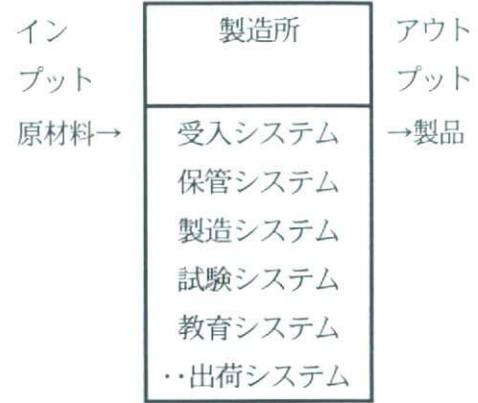 イン
プット
原材料→
製造所
受入システム
保管システム
製造システム
試験システム
教育システム
‥出荷システム
アウト
プット
→製品